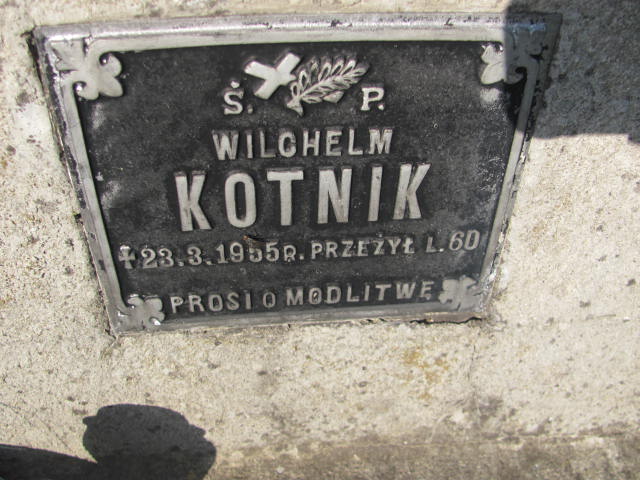 Ś. P.
WILCHELM
KOTNIK
+ 23.3.1955R. PRZEŻYŁ L.60
PROSI O MODLITWĘ